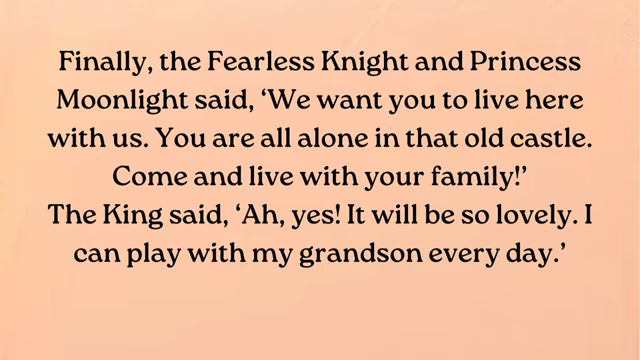 Finally, the Fearless Knight and Princess
Moonlight said, ‘We want you to live here
with us. You are all alone in that old castle.
Come and live with your family!’
The King said, ‘Ah, yes! It will be so lovely. I
can play with my grandson every day.’